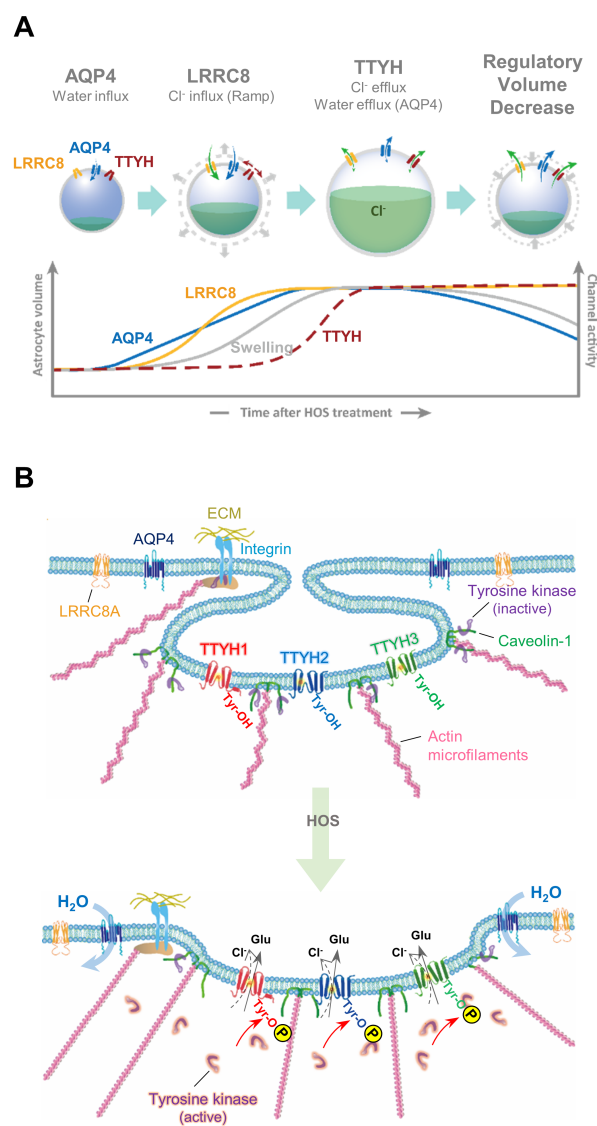 A
AQP4
Water influx
LRRC8
Cl⁻ influx (Ramp)
TTYH
Cl⁻ efflux
Water efflux (AQP4)
Regulatory
Volume
Decrease
AQP4
LRRC8
TTYH
Cl⁻
Astrocyte volume
LRRC8
AQP4
Swelling
TTYH
Channel activity
Time after HOS treatment
B
ECM
AQP4
Integrin
LRRC8A
Tyrosine kinase
(inactive)
Caveolin-1
TTYH1
TTYH2
TTYH3
Tyr-OH
Tyr-OH
Tyr-OH
Actin
microfilaments
HOS
H₂O
H₂O
Cl⁻
Glu
Cl⁻
Glu
Cl⁻
Glu
Tyr-O
P
Tyr-O
P
Tyr-O
P
Tyrosine kinase
(active)